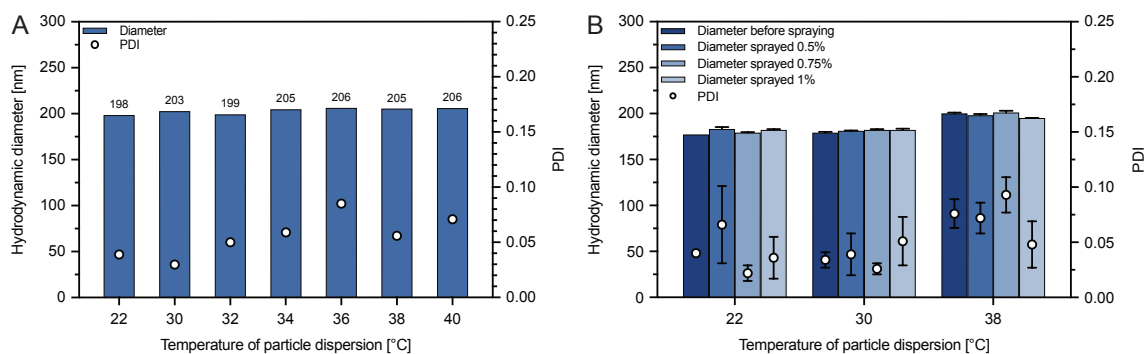 A
Hydrodynamic diameter [nm]
300
250
200
150
100
50
0
Diameter
PDI
198
203
199
205
206
205
206
0.25
0.20
0.15
0.10
0.05
0.00
PDI
22
30
32
34
36
38
40
Temperature of particle dispersion [°C]
B
Hydrodynamic diameter [nm]
300
250
200
150
100
50
0
Diameter before spraying
Diameter sprayed 0.5%
Diameter sprayed 0.75%
Diameter sprayed 1%
PDI
0.25
0.20
0.15
0.10
0.05
0.00
PDI
22
30
38
Temperature of particle dispersion [°C]